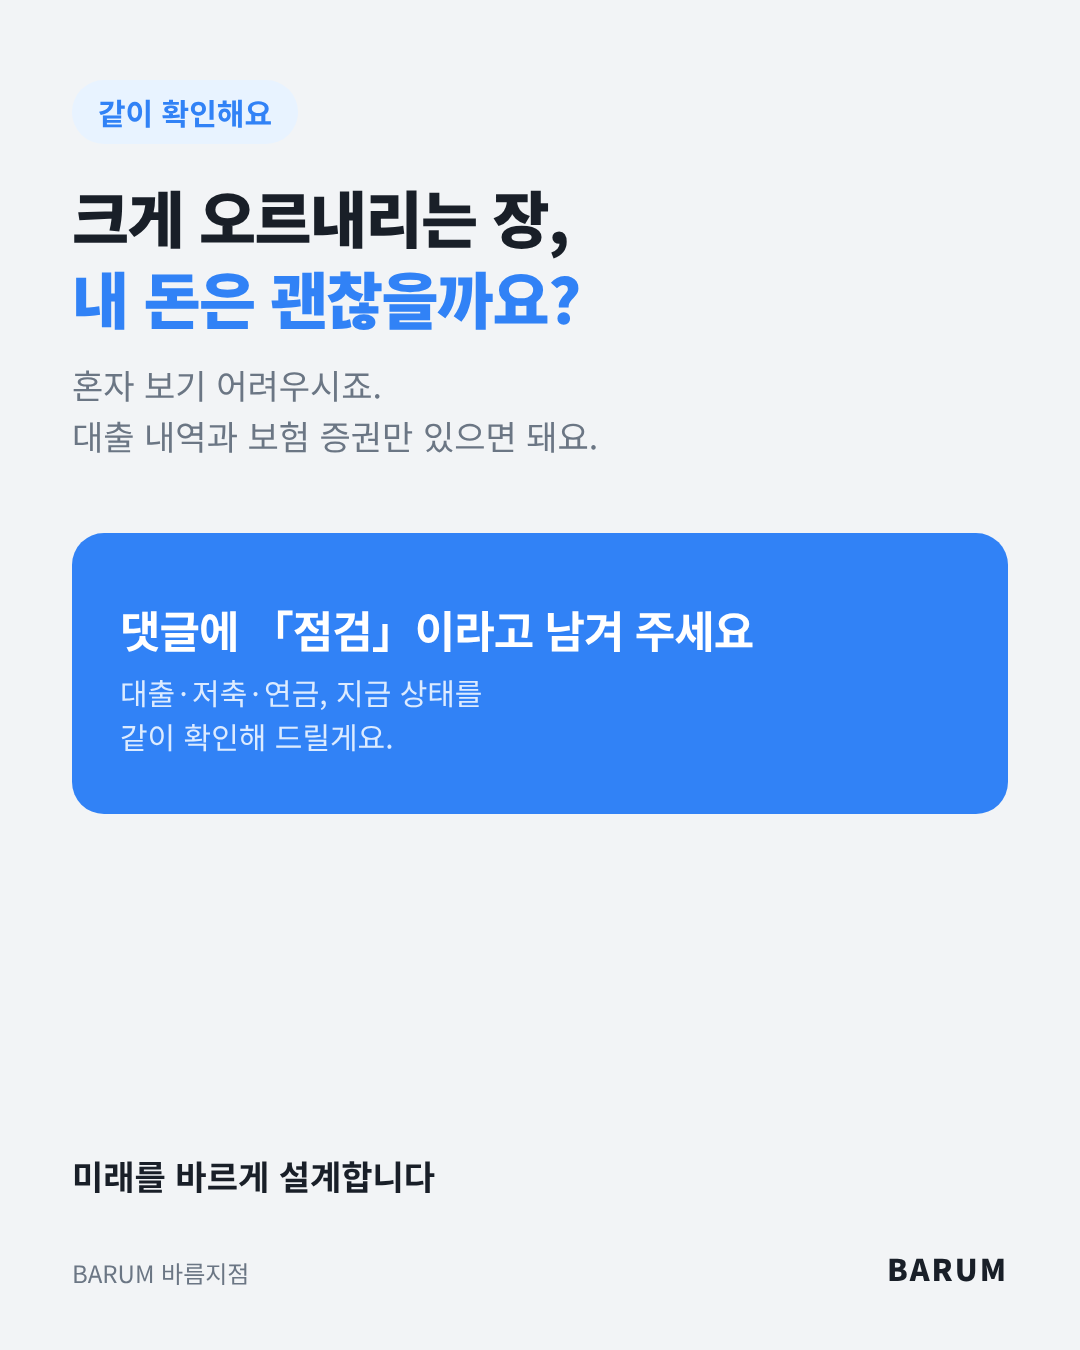 같이 확인해요
크게 오르내리는 장,
내 돈은 괜찮을까요?
혼자 보기 어려우시죠.
대출 내역과 보험 증권만 있으면 돼요.
댓글에 「점검」이라고 남겨 주세요
대출·저축·연금, 지금 상태를
같이 확인해 드릴게요.
미래를 바르게 설계합니다
BARUM 바름지점
BARUM